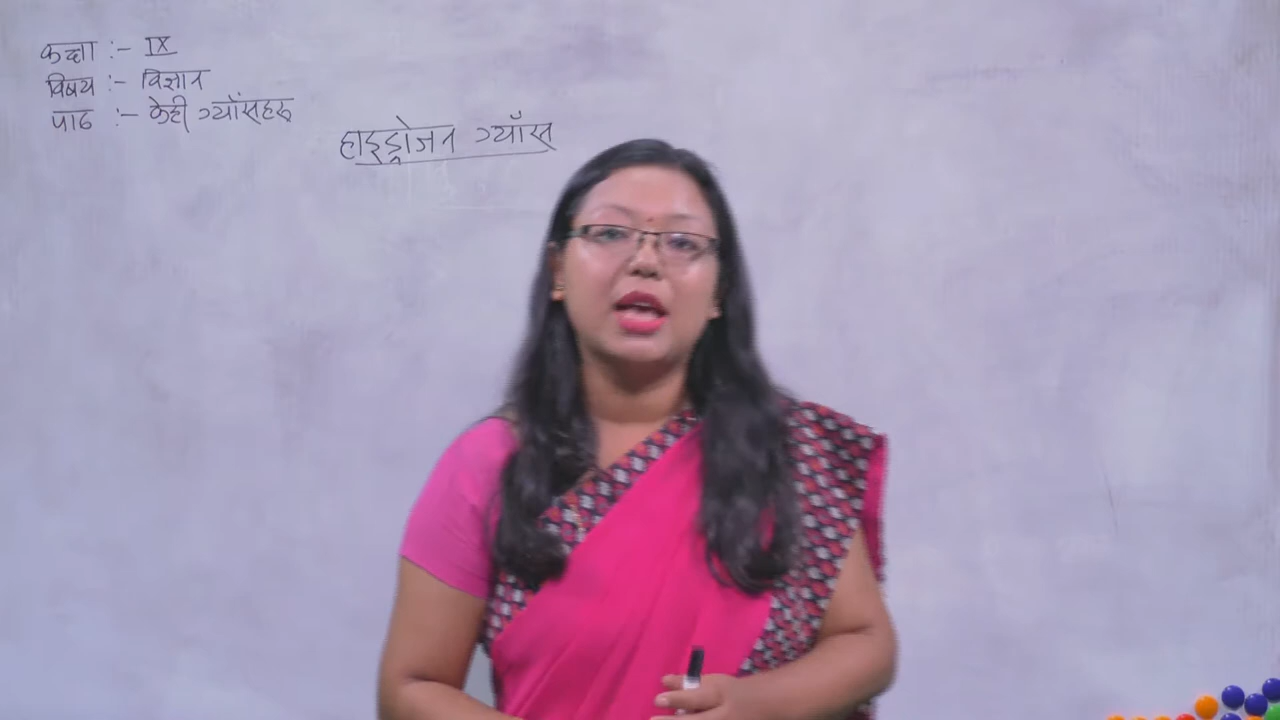 कक्षा :- IX
विषय :- विज्ञान
पाठ :- केही ग्याँसहरू
हाइड्रोजन ग्याँस